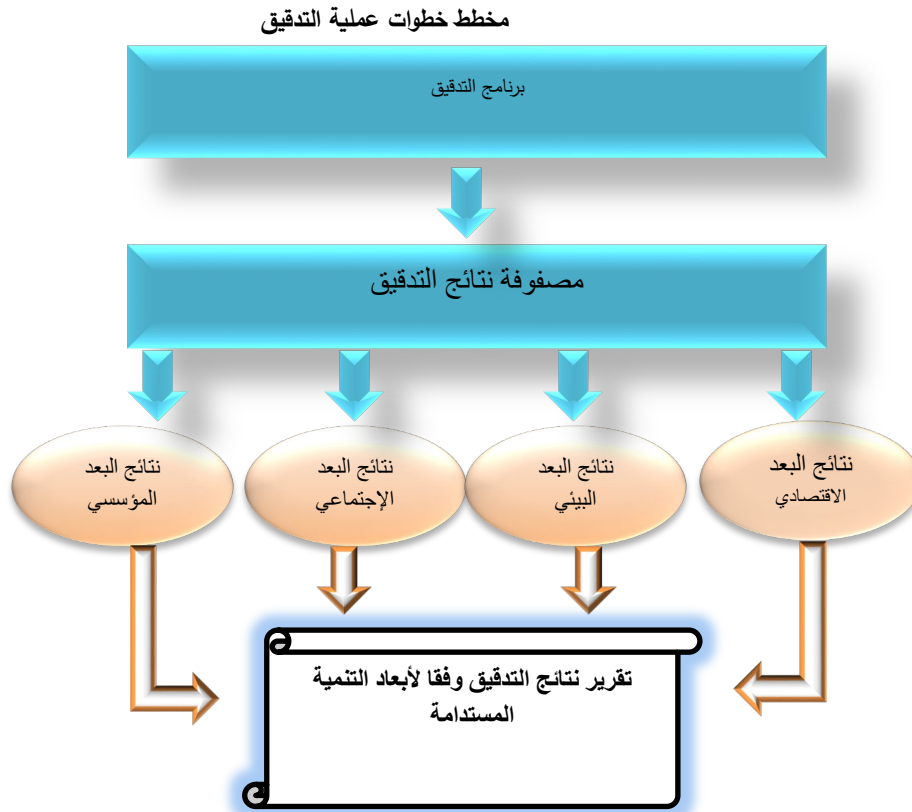 مخطط خطوات عملية التدقيق
برنامج التدقيق
مصفوفة نتائج التدقيق
نتائج البعد
الاقتصادي
نتائج البعد
البيئي
نتائج البعد
الإجتماعي
نتائج البعد
المؤسسي
تقرير نتائج التدقيق وفقا لأبعاد التنمية
المستدامة